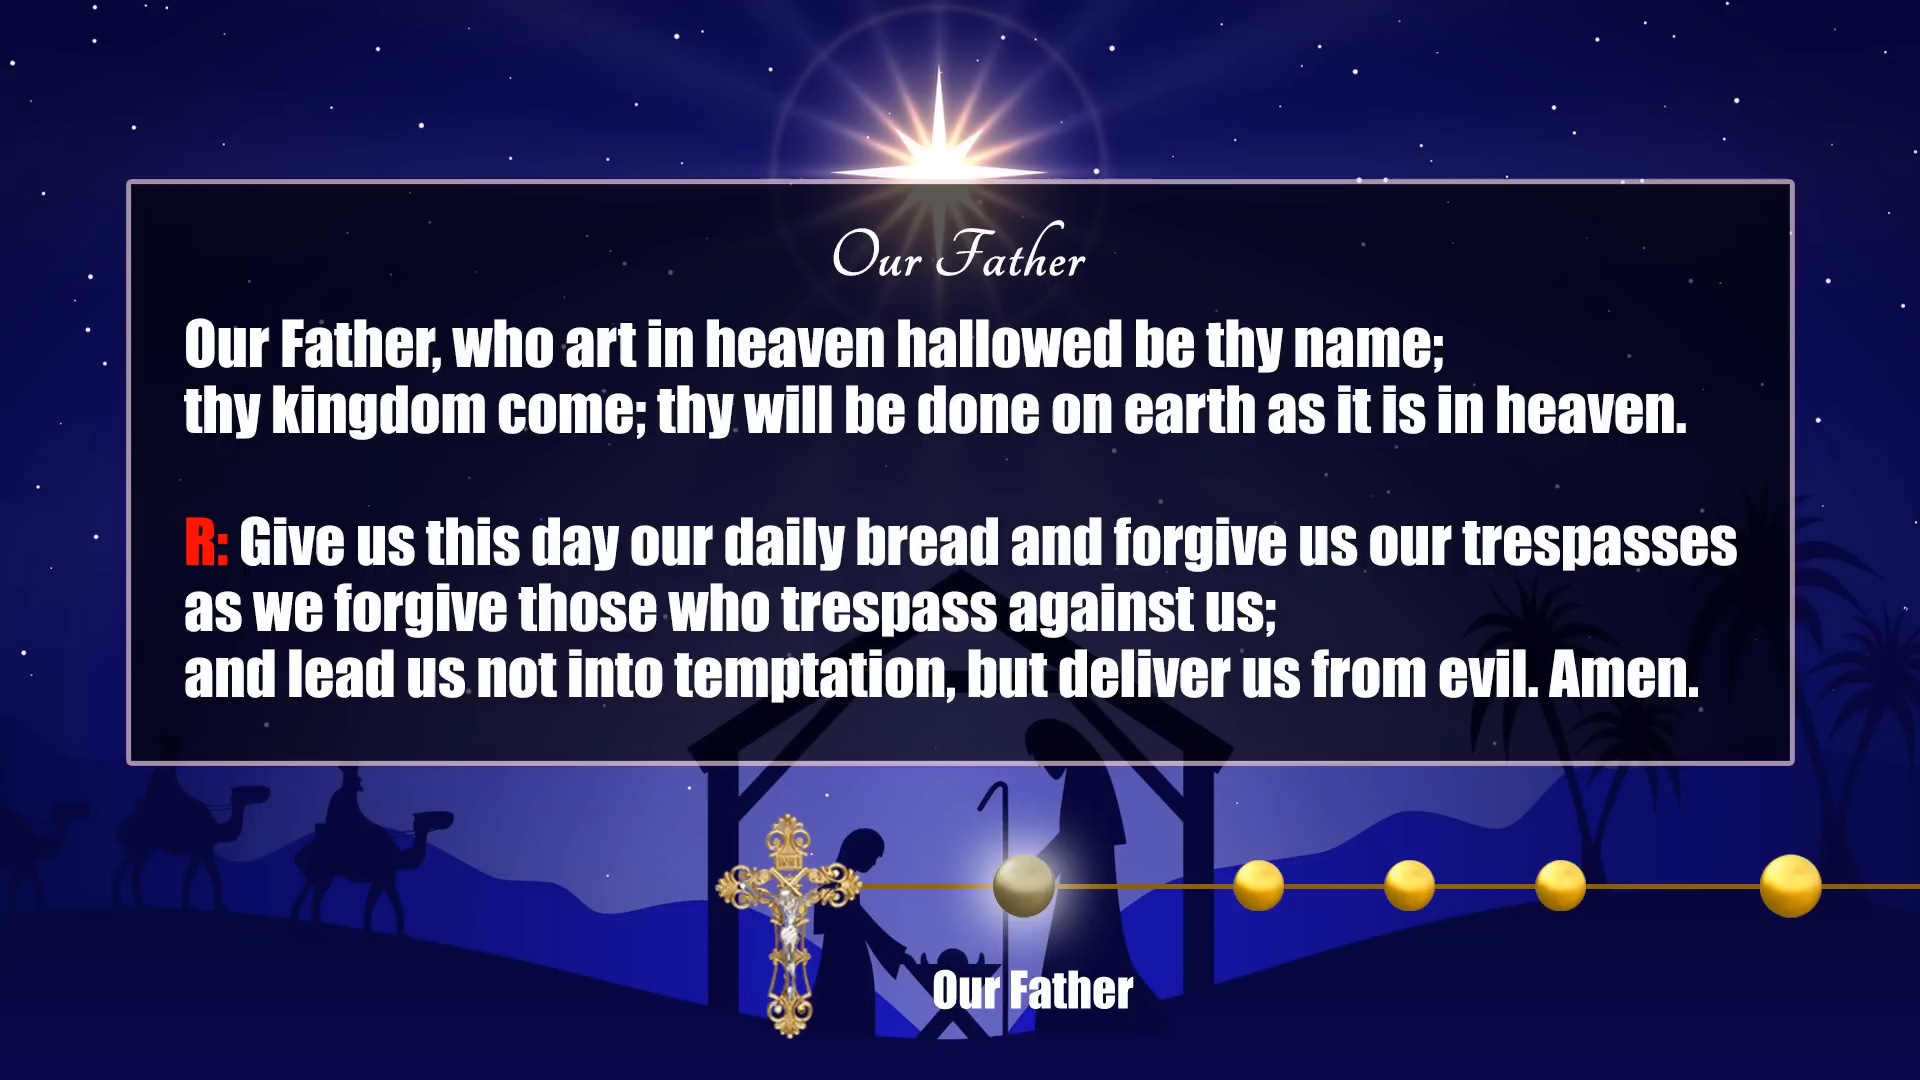 Our Father
Our Father, who art in heaven hallowed be thy name;
thy kingdom come; thy will be done on earth as it is in heaven.
R: Give us this day our daily bread and forgive us our trespasses
as we forgive those who trespass against us;
and lead us not into temptation, but deliver us from evil. Amen.
Our Father